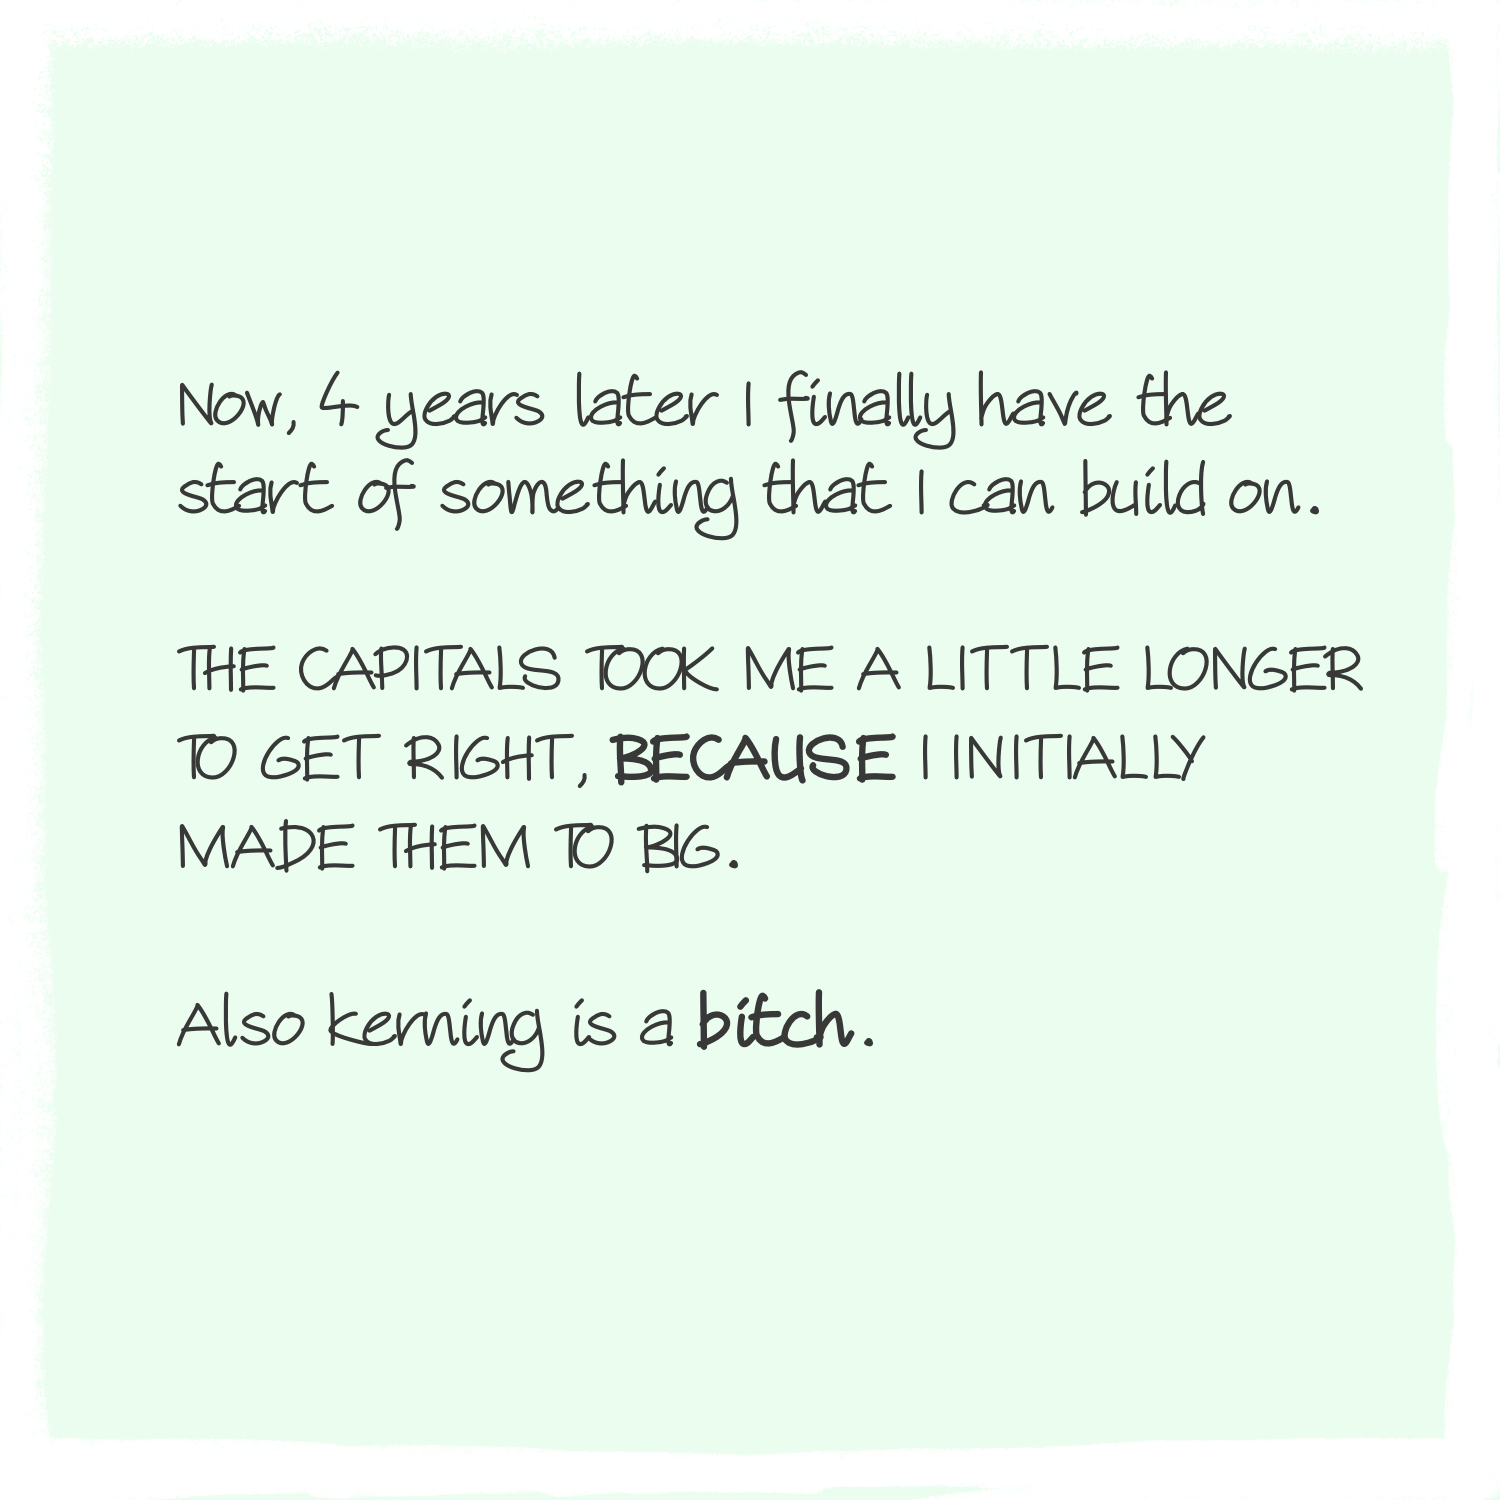 Now, 4 years later I finally have the
start of something that I can build on.
THE CAPITALS TOOK ME A LITTLE LONGER
TO GET RIGHT, BECAUSE I INITIALLY
MADE THEM TO BIG.
Also kerning is a bitch.